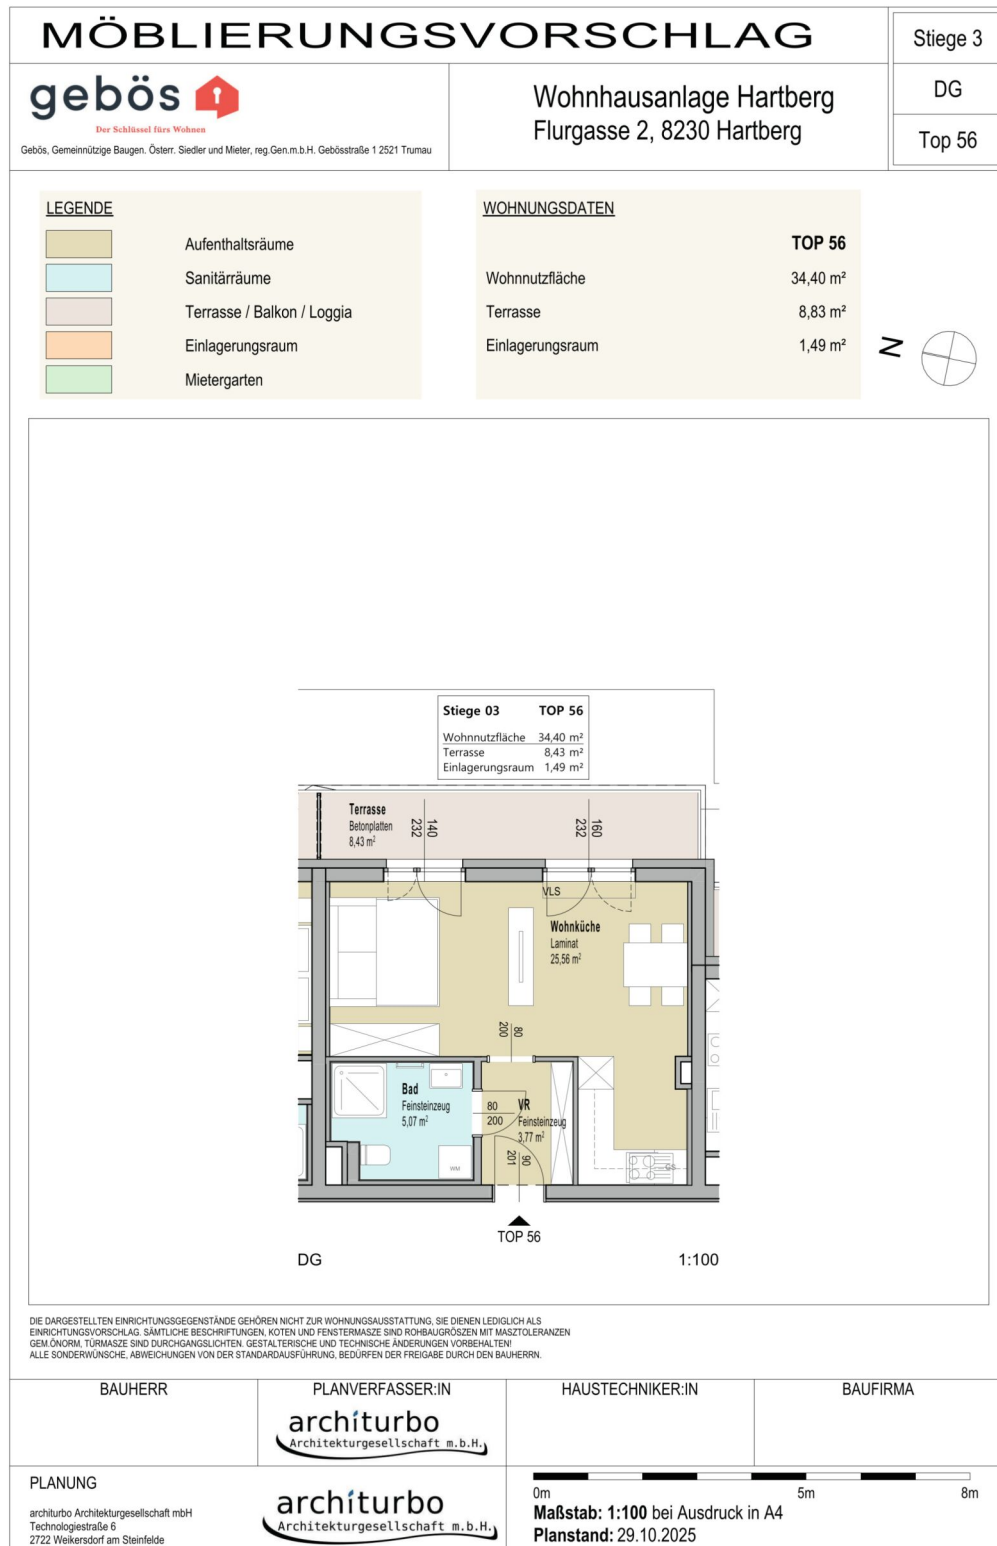 MÖBLIERUNGSVORSCHLAG
Stiege 3
DG
Top 56
gebös
Der Schlüssel fürs Wohnen
Gebös, Gemeinnützige Baugen. Österr. Siedler und Mieter, reg.Gen.m.b.H. Gebösstraße 1 2521 Trumau
Wohnhausanlage Hartberg
Flurgasse 2, 8230 Hartberg
LEGENDE
Aufenthaltsräume
Sanitärräume
Terrasse / Balkon / Loggia
Einlagerungsraum
Mietergarten
WOHNUNGSDATEN
TOP 56
Wohnnutzfläche 34,40 m²
Terrasse 8,83 m²
Einlagerungsraum 1,49 m²
N
Stiege 03 TOP 56
Wohnnutzfläche 34,40 m²
Terrasse 8,43 m²
Einlagerungsraum 1,49 m²
Terrasse
Betonplatten
8,43 m²
140
232
160
232
VLS
Wohnküche
Laminat
25,56 m²
80
200
Bad
Feinsteinzeug
5,07 m²
80
200
VR
Feinsteinzeug
3,77 m²
90
201
WM
GS
TOP 56
DG
1:100
DIE DARGESTELLTEN EINRICHTUNGSGEGENSTÄNDE GEHÖREN NICHT ZUR WOHNUNGSAUSSTATTUNG, SIE DIENEN LEDIGLICH ALS
EINRICHTUNGSVORSCHLAG. SÄMTLICHE BESCHRIFTUNGEN, KOTEN UND FENSTERMASZE SIND ROHBAUGRÖSZEN MIT MASZTOLERANZEN
GEM.ÖNORM, TÜRMASZE SIND DURCHGANGSLICHTEN. GESTALTERISCHE UND TECHNISCHE ÄNDERUNGEN VORBEHALTEN!
ALLE SONDERWÜNSCHE, ABWEICHUNGEN VON DER STANDARDAUSFÜHRUNG, BEDÜRFEN DER FREIGABE DURCH DEN BAUHERRN.
BAUHERR
PLANVERFASSER:IN
HAUSTECHNIKER:IN
BAUFIRMA
architurbo
Architekturgesellschaft m.b.H.
PLANUNG
architurbo Architekturgesellschaft mbH
Technologiestraße 6
2722 Weikersdorf am Steinfelde
architurbo
Architekturgesellschaft m.b.H.
0m 5m 8m
Maßstab: 1:100 bei Ausdruck in A4
Planstand: 29.10.2025